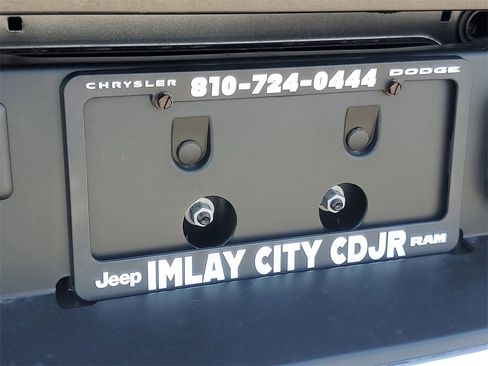 CHRYSLER 810-724-0444 DODGE
Jeep IMLAY CITY CDJR RAM